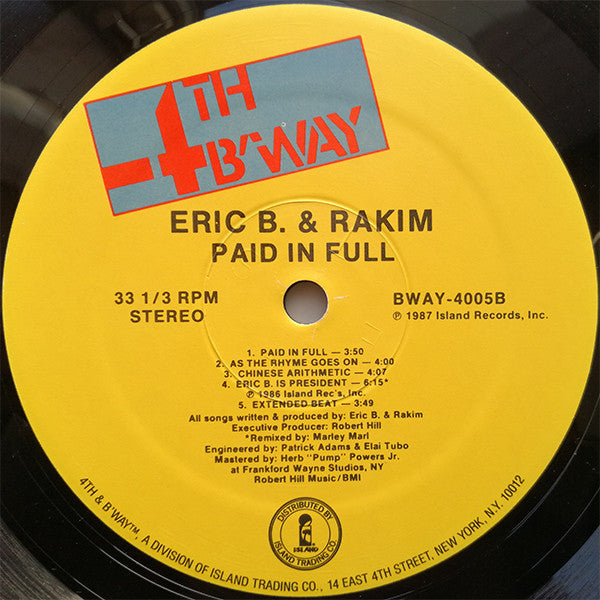 4TH
B'WAY
ERIC B. & RAKIM
PAID IN FULL
33 1/3 RPM
STEREO
BWAY-4005B
℗ 1987 Island Records, Inc.
1. PAID IN FULL — 3:50
2. AS THE RHYME GOES ON — 4:00
3. CHINESE ARITHMETIC — 4:07
4. ERIC B. IS PRESIDENT — 6:15*
℗ 1986 Island Rec's, Inc.
5. EXTENDED BEAT — 3:49
All songs written & produced by: Eric B. & Rakim
Executive Producer: Robert Hill
*Remixed by: Marley Marl
Engineered by: Patrick Adams & Elai Tubo
Mastered by: Herb "Pump" Powers Jr.
at Frankford Wayne Studios, NY
Robert Hill Music/BMI
DISTRIBUTED BY
ISLAND
ISLAND TRADING CO.
4TH & B'WAY™, A DIVISION OF ISLAND TRADING CO., 14 EAST 4TH STREET, NEW YORK, N.Y. 10012